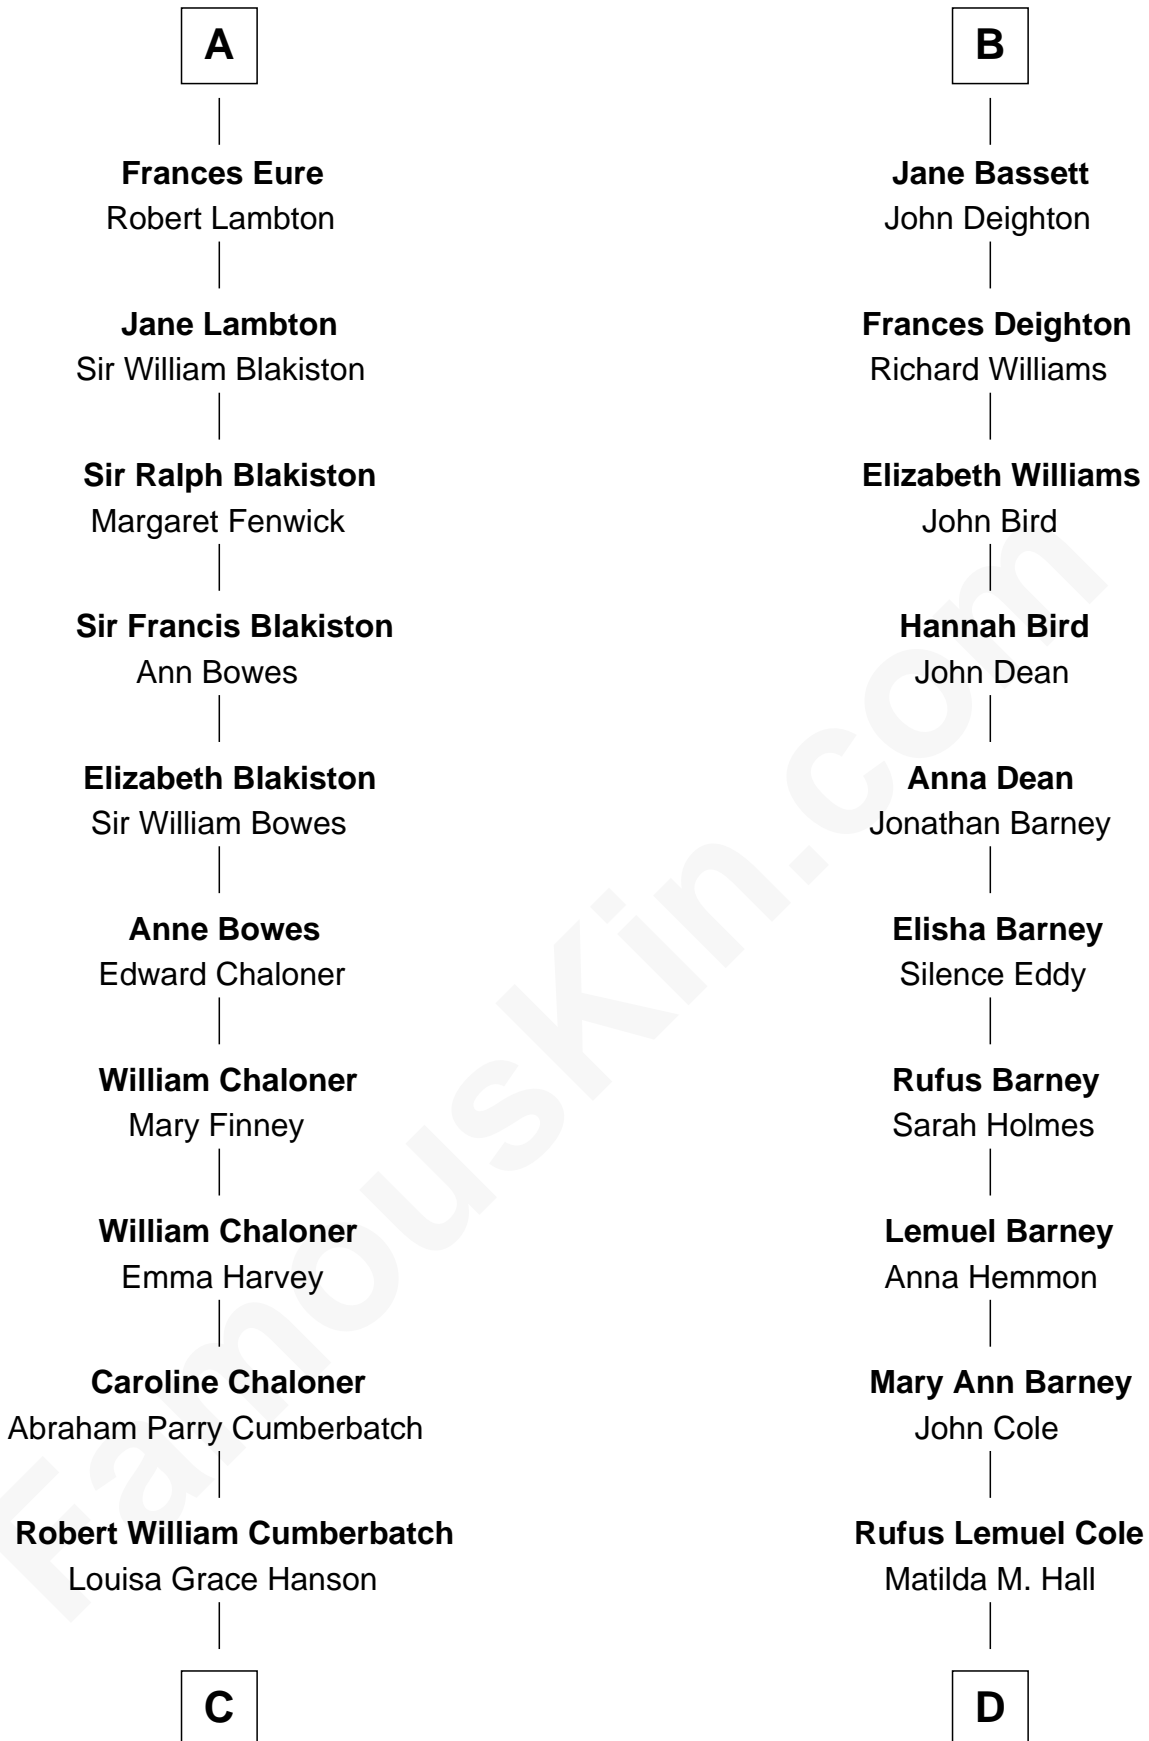 A
Frances Eure
Robert Lambton
Jane Lambton
Sir William Blakiston
Sir Ralph Blakiston
Margaret Fenwick
Sir Francis Blakiston
Ann Bowes
Elizabeth Blakiston
Sir William Bowes
Anne Bowes
Edward Chaloner
William Chaloner
Mary Finney
William Chaloner
Emma Harvey
Caroline Chaloner
Abraham Parry Cumberbatch
Robert William Cumberbatch
Louisa Grace Hanson
C
B
Jane Bassett
John Deighton
Frances Deighton
Richard Williams
Elizabeth Williams
John Bird
Hannah Bird
John Dean
Anna Dean
Jonathan Barney
Elisha Barney
Silence Eddy
Rufus Barney
Sarah Holmes
Lemuel Barney
Anna Hemmon
Mary Ann Barney
John Cole
Rufus Lemuel Cole
Matilda M. Hall
D
FamousKin.com